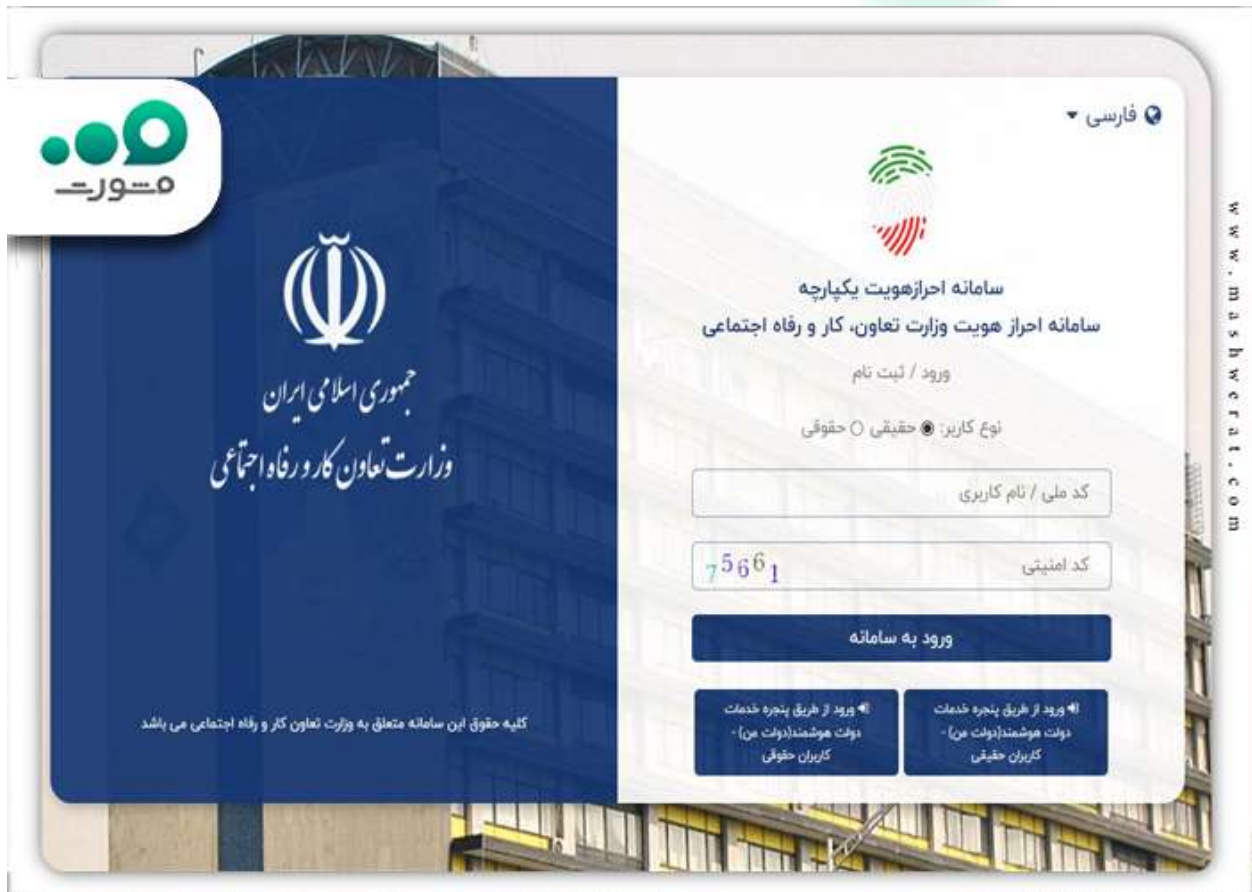 مشورت
فارسی
سامانه احرازهویت یکپارچه
سامانه احراز هویت وزارت تعاون، کار و رفاه اجتماعی
ورود / ثبت نام
نوع کاربر: حقیقی حقوقی
کد ملی / نام کاربری
کد امنیتی
75661
ورود به سامانه
ورود از طریق پنجره خدمات
دولت هوشمند(دولت من) -
کاربران حقیقی
ورود از طریق پنجره خدمات
دولت هوشمند(دولت من) -
کاربران حقوقی
جمهوری اسلامی ایران
وزارت تعاون کار و رفاه اجتماعی
کلیه حقوق این سامانه متعلق به وزارت تعاون کار و رفاه اجتماعی می باشد
www.mashwerat.com